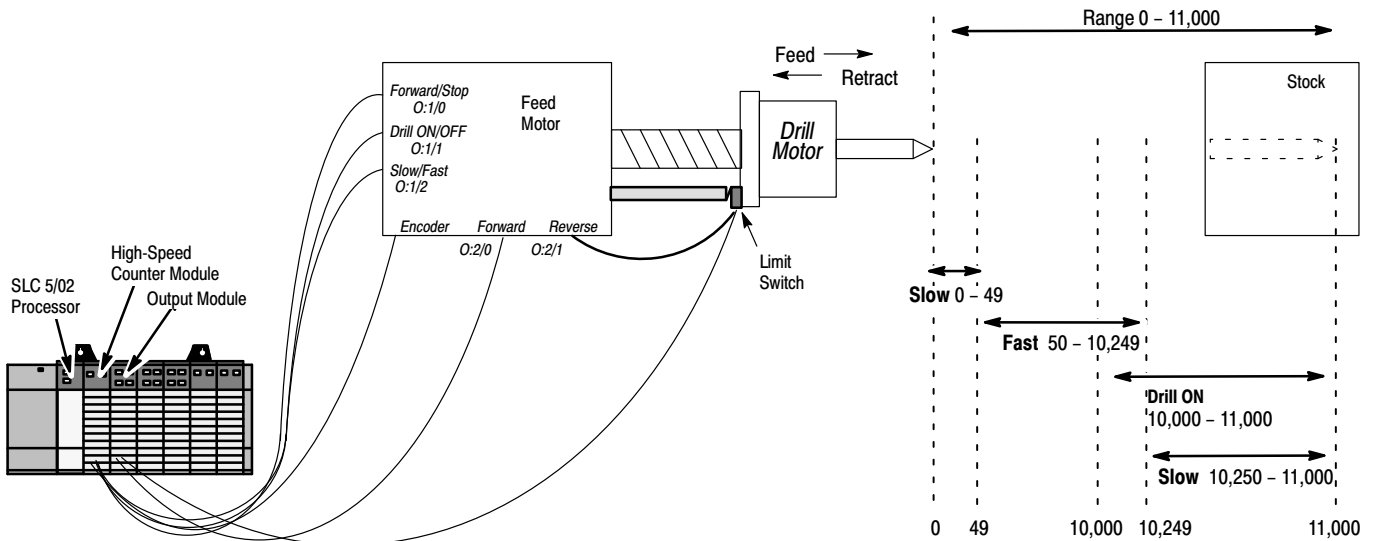 Range 0 – 11,000
Feed
Retract
Stock
Forward/Stop
O:1/0
Feed
Motor
Drill ON/OFF
O:1/1
Drill
Motor
Slow/Fast
O:1/2
Encoder Forward Reverse
O:2/0 O:2/1
Limit
Switch
High-Speed
Counter Module
SLC 5/02
Processor
Output Module
Slow 0 – 49
Fast 50 – 10,249
Drill ON
10,000 – 11,000
Slow 10,250 – 11,000
0 49 10,000 10,249 11,000